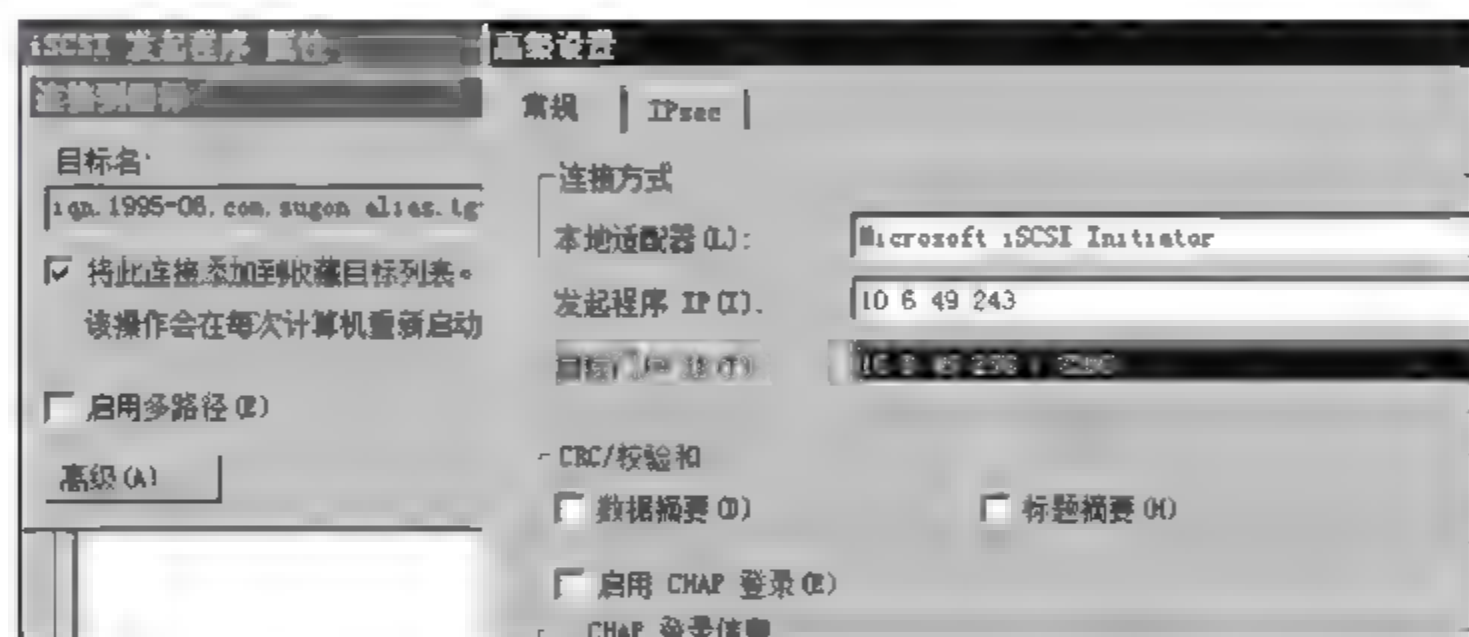 iSCSI 发起程序 属性
连接到目标
目标名:
iqn.1995-06.com.sugon alias.tg
将此连接添加到收藏目标列表。
该操作会在每次计算机重新启动
启用多路径(E)
高级(A)
高级设置
常规 IPsec
连接方式
本地适配器(L): Microsoft iSCSI Initiator
发起程序 IP(I). 10 6 49 243
CRC/校验和
数据摘要(D) 标题摘要(H)
启用 CHAP 登录(E)
CHAP 登录信息